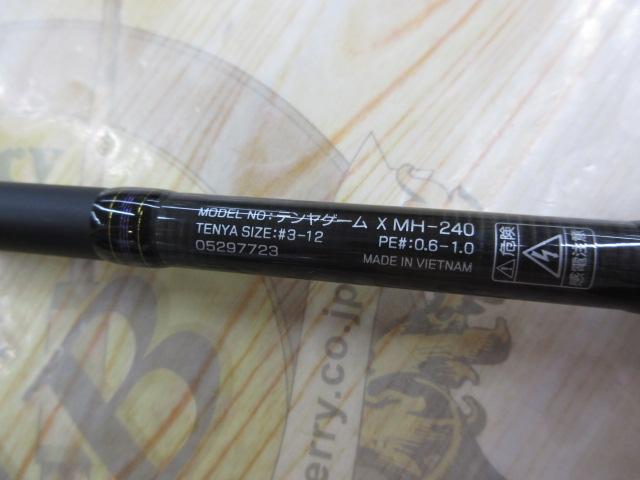 MODEL NO:テンヤゲーム X MH-240
TENYA SIZE:#3-12 PE#:0.6-1.0
05297723 MADE IN VIETNAM
危険
感電注意
erry
B
berry.co.jp